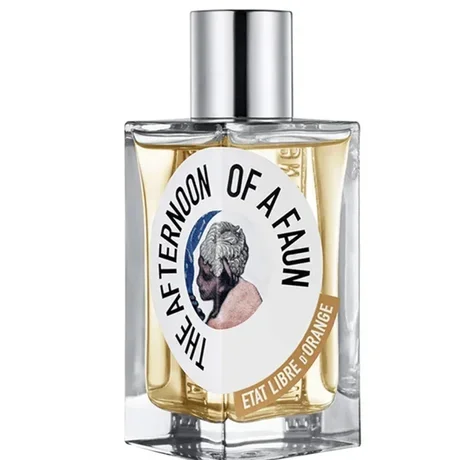 THE AFTERNOON OF A FAUN
ETAT LIBRE D'ORANGE